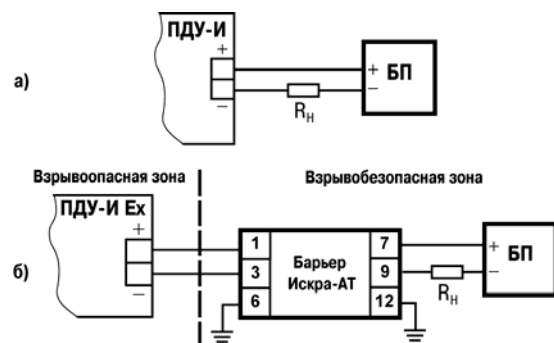 ПДУ-И
+
−
а)
RН
+
−
БП
Взрывоопасная зона
Взрывобезопасная зона
ПДУ-И Ex
+
−
б)
1
3
6
Барьер
Искра-АТ
7
9
12
RН
+
−
БП